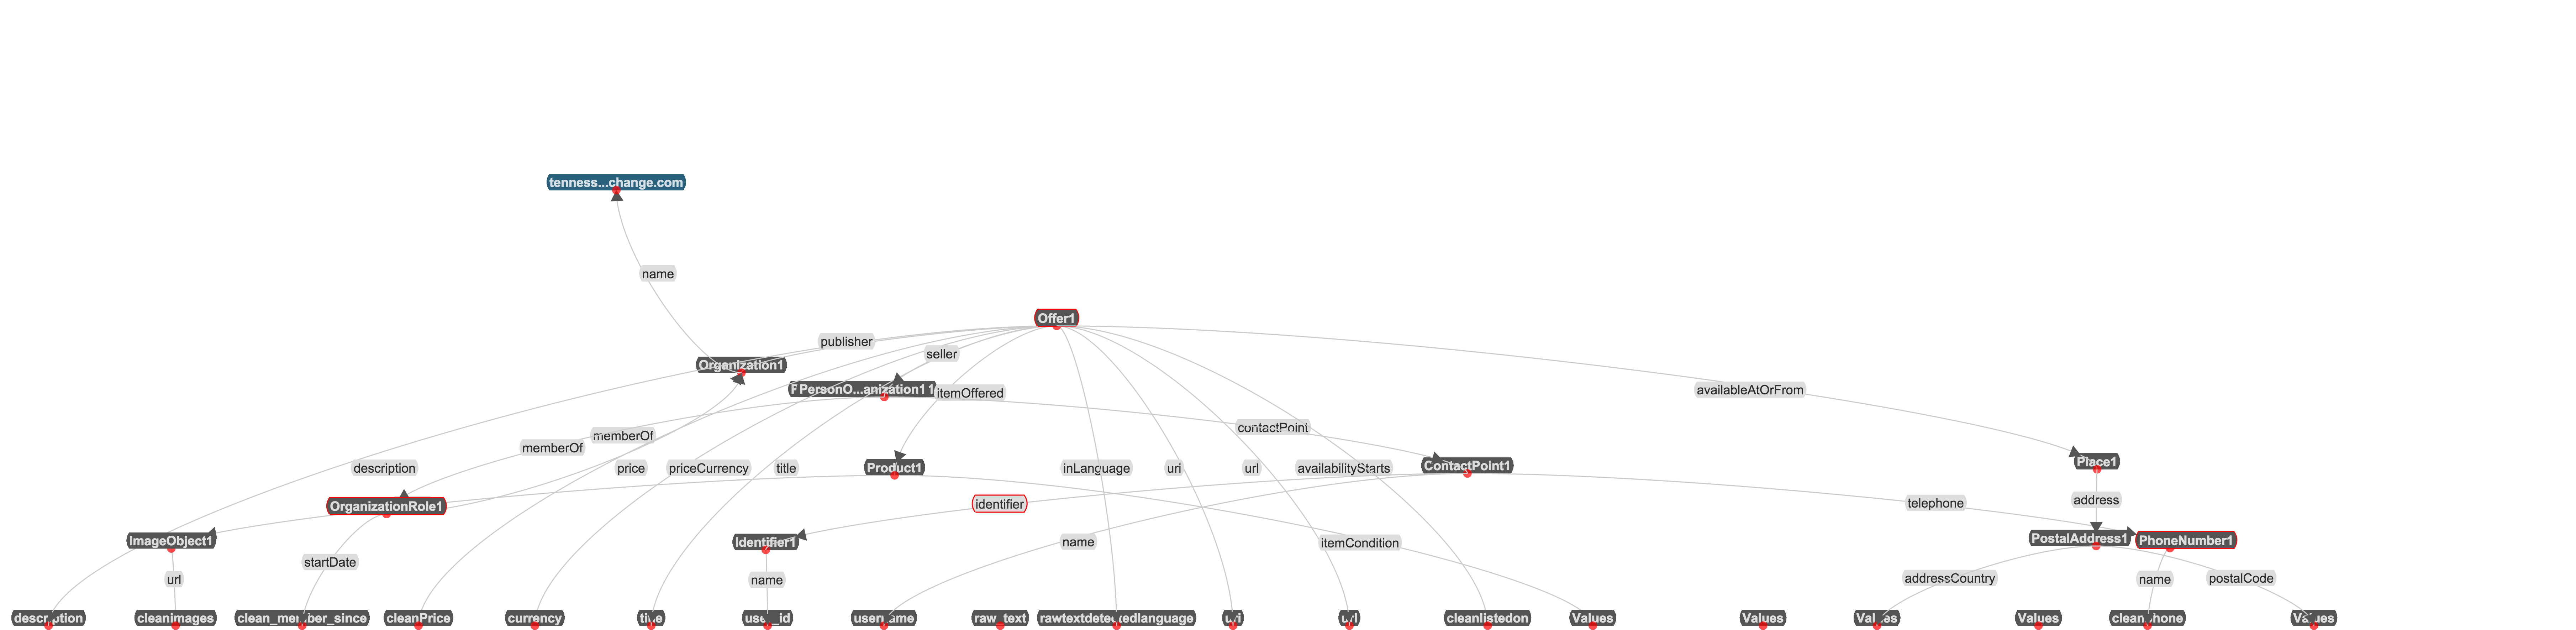 tenness...change.com
name
Offer1
publisher
seller
Organization1
PersonO...anization1
itemOffered
availableAtOrFrom
memberOf
contactPoint
memberOf
description
price
priceCurrency
title
Product1
inLanguage
uri
url
availabilityStarts
ContactPoint1
Place1
OrganizationRole1
identifier
telephone
address
ImageObject1
Identifier1
name
itemCondition
PostalAddress1
PhoneNumber1
startDate
url
name
addressCountry
name
postalCode
description
cleanimages
clean_member_since
cleanPrice
currency
title
user_id
username
raw_text
rawtextdetectedlanguage
uri
url
cleanlistedon
Values
Values
Values
Values
cleanPhone
Values